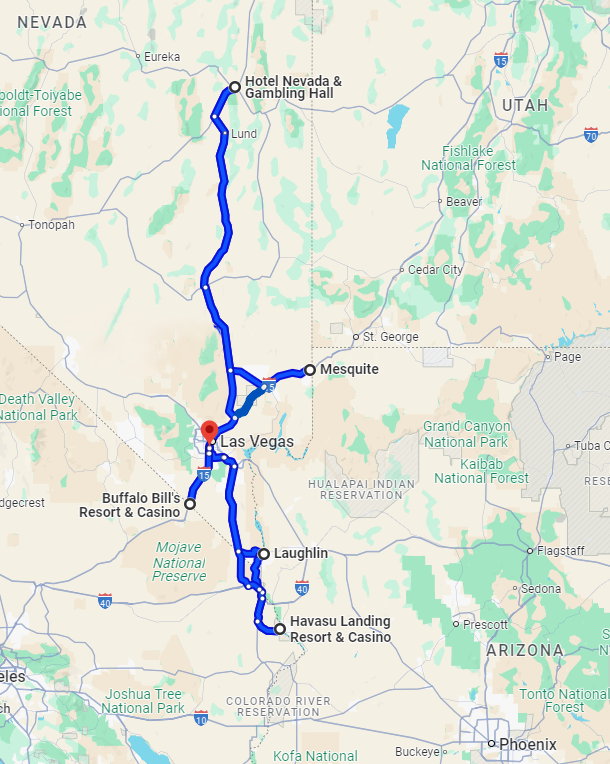 NEVADA
Eureka
15
Hotel Nevada &
Gambling Hall
boldt-Toiyabe
ional Forest
UTAH
Lund
70
Fishlake
National Forest
Beaver
Tonopah
Cedar City
St. George
Page
Mesquite
15
Death Valley
National Park
Las Vegas
Grand Canyon
National Park
Tuba C
Kaibab
National Forest
15
HUALAPAI INDIAN
RESERVATION
RESE
dgecrest
Buffalo Bill's
Resort & Casino
Mojave
National
Preserve
Laughlin
Flagstaff
40
40
Sedona
Havasu Landing
Resort & Casino
Prescott
ARIZONA
eles
Joshua Tree
National Park
COLORADO RIVER
RESERVATION
Tonto National
Forest
ch
10
Kofa National
Buckeye
Phoenix